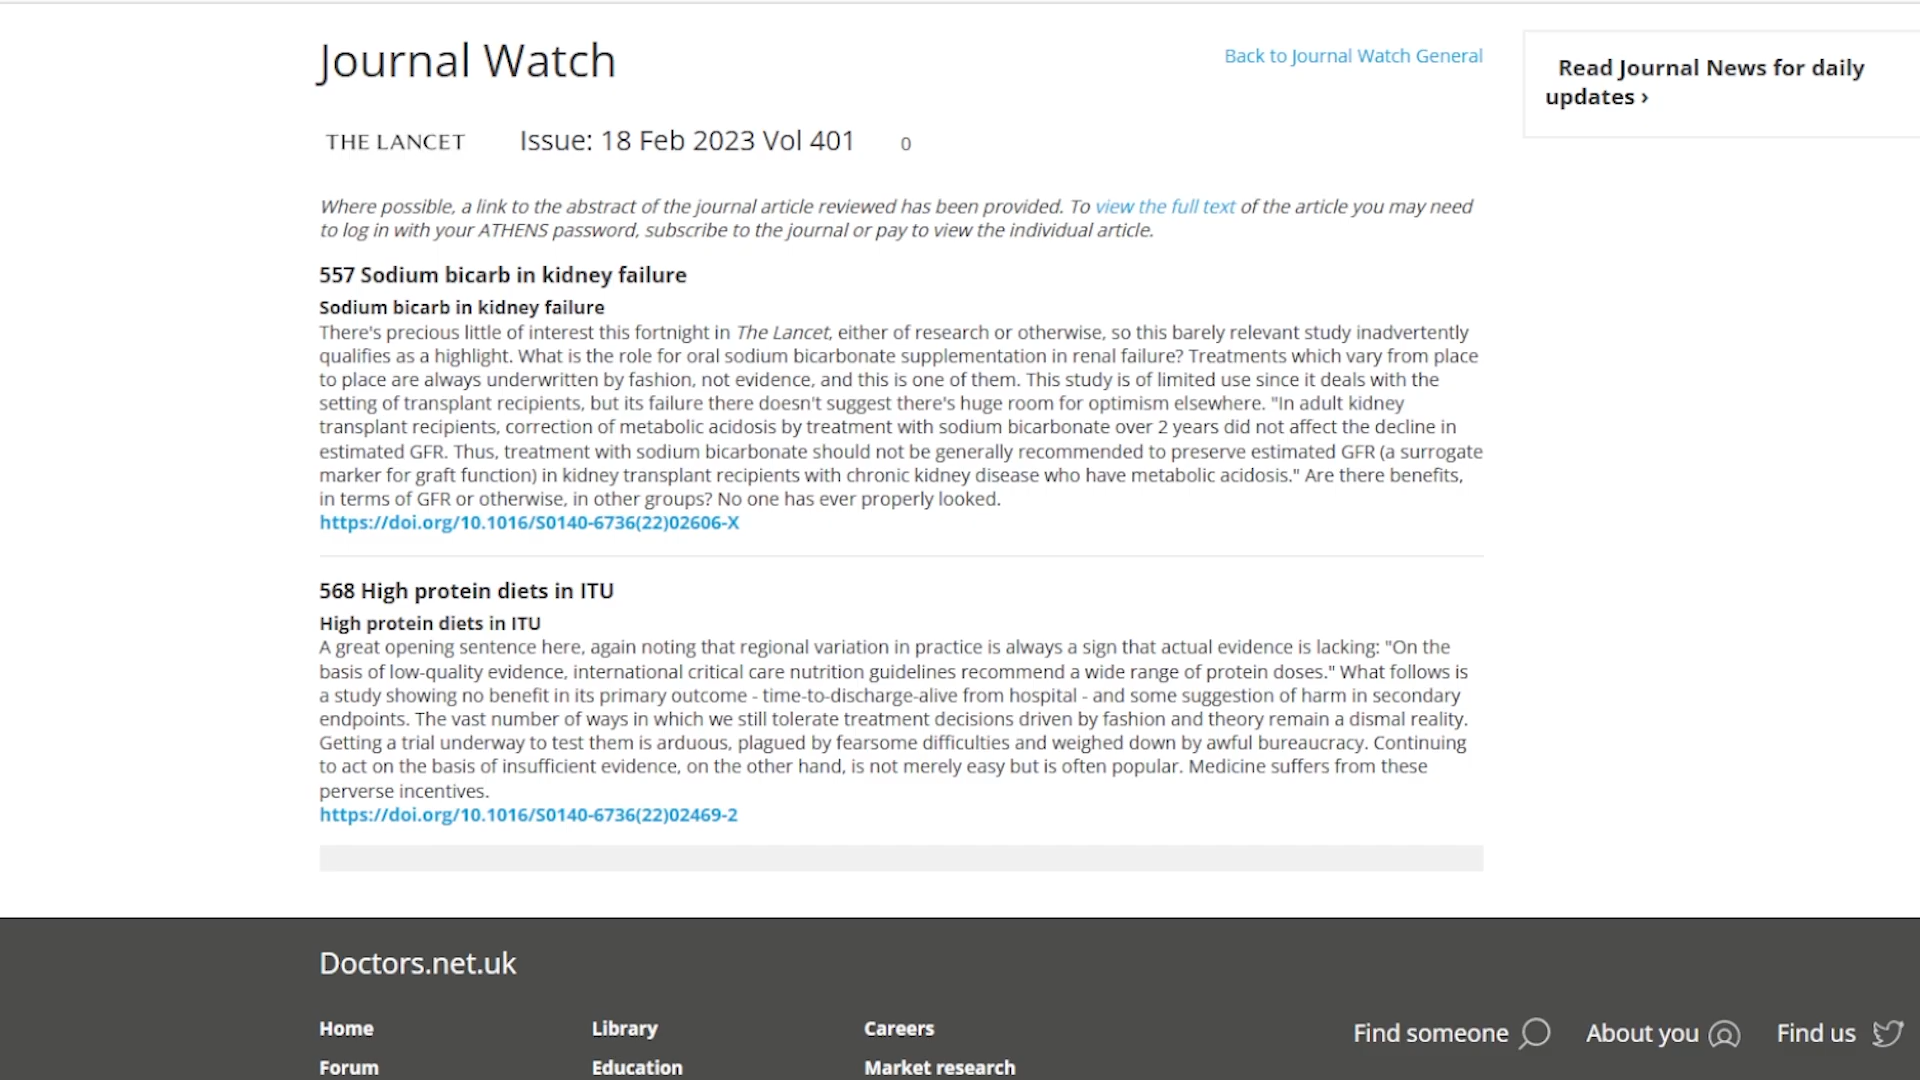 Journal Watch
Back to Journal Watch General
Read Journal News for daily
updates ›
THE LANCET Issue: 18 Feb 2023 Vol 401 0
Where possible, a link to the abstract of the journal article reviewed has been provided. To view the full text of the article you may need
to log in with your ATHENS password, subscribe to the journal or pay to view the individual article.
557 Sodium bicarb in kidney failure
Sodium bicarb in kidney failure
There's precious little of interest this fortnight in The Lancet, either of research or otherwise, so this barely relevant study inadvertently
qualifies as a highlight. What is the role for oral sodium bicarbonate supplementation in renal failure? Treatments which vary from place
to place are always underwritten by fashion, not evidence, and this is one of them. This study is of limited use since it deals with the
setting of transplant recipients, but its failure there doesn't suggest there's huge room for optimism elsewhere. "In adult kidney
transplant recipients, correction of metabolic acidosis by treatment with sodium bicarbonate over 2 years did not affect the decline in
estimated GFR. Thus, treatment with sodium bicarbonate should not be generally recommended to preserve estimated GFR (a surrogate
marker for graft function) in kidney transplant recipients with chronic kidney disease who have metabolic acidosis." Are there benefits,
in terms of GFR or otherwise, in other groups? No one has ever properly looked.
https://doi.org/10.1016/S0140-6736(22)02606-X
568 High protein diets in ITU
High protein diets in ITU
A great opening sentence here, again noting that regional variation in practice is always a sign that actual evidence is lacking: "On the
basis of low-quality evidence, international critical care nutrition guidelines recommend a wide range of protein doses." What follows is
a study showing no benefit in its primary outcome - time-to-discharge-alive from hospital - and some suggestion of harm in secondary
endpoints. The vast number of ways in which we still tolerate treatment decisions driven by fashion and theory remain a dismal reality.
Getting a trial underway to test them is arduous, plagued by fearsome difficulties and weighed down by awful bureaucracy. Continuing
to act on the basis of insufficient evidence, on the other hand, is not merely easy but is often popular. Medicine suffers from these
perverse incentives.
https://doi.org/10.1016/S0140-6736(22)02469-2
Doctors.net.uk
Home Library Careers
Find someone About you Find us
Forum Education Market research